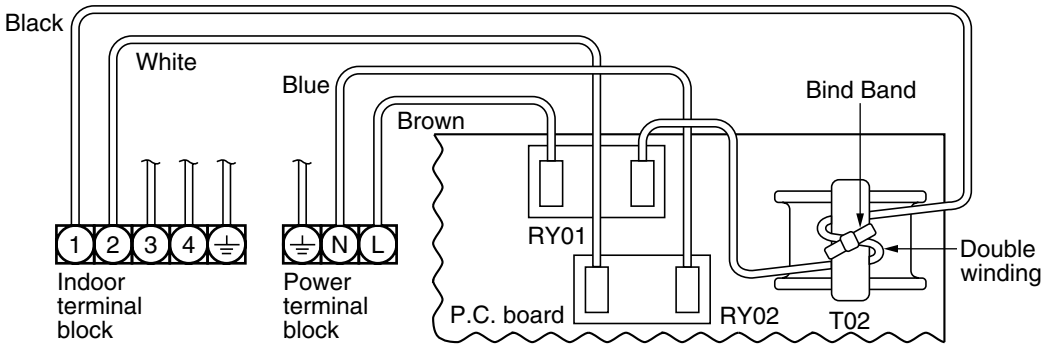 Black
White
Blue
Brown
Bind Band
1 2 3 4
N L
Indoor
terminal
block
Power
terminal
block
RY01
P.C. board
RY02
T02
Double
winding